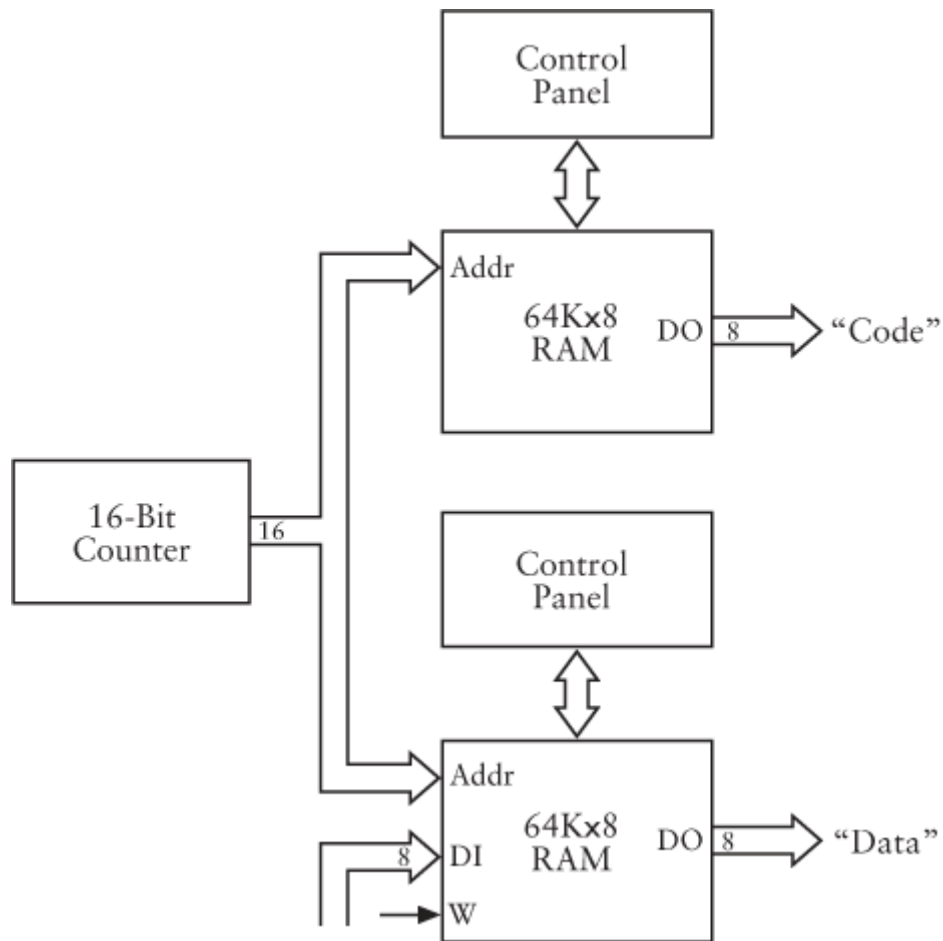 Control
Panel
Addr
64Kx8
RAM
DO
8
“Code”
16-Bit
Counter
16
Control
Panel
Addr
64Kx8
RAM
DO
8
“Data”
8
DI
W